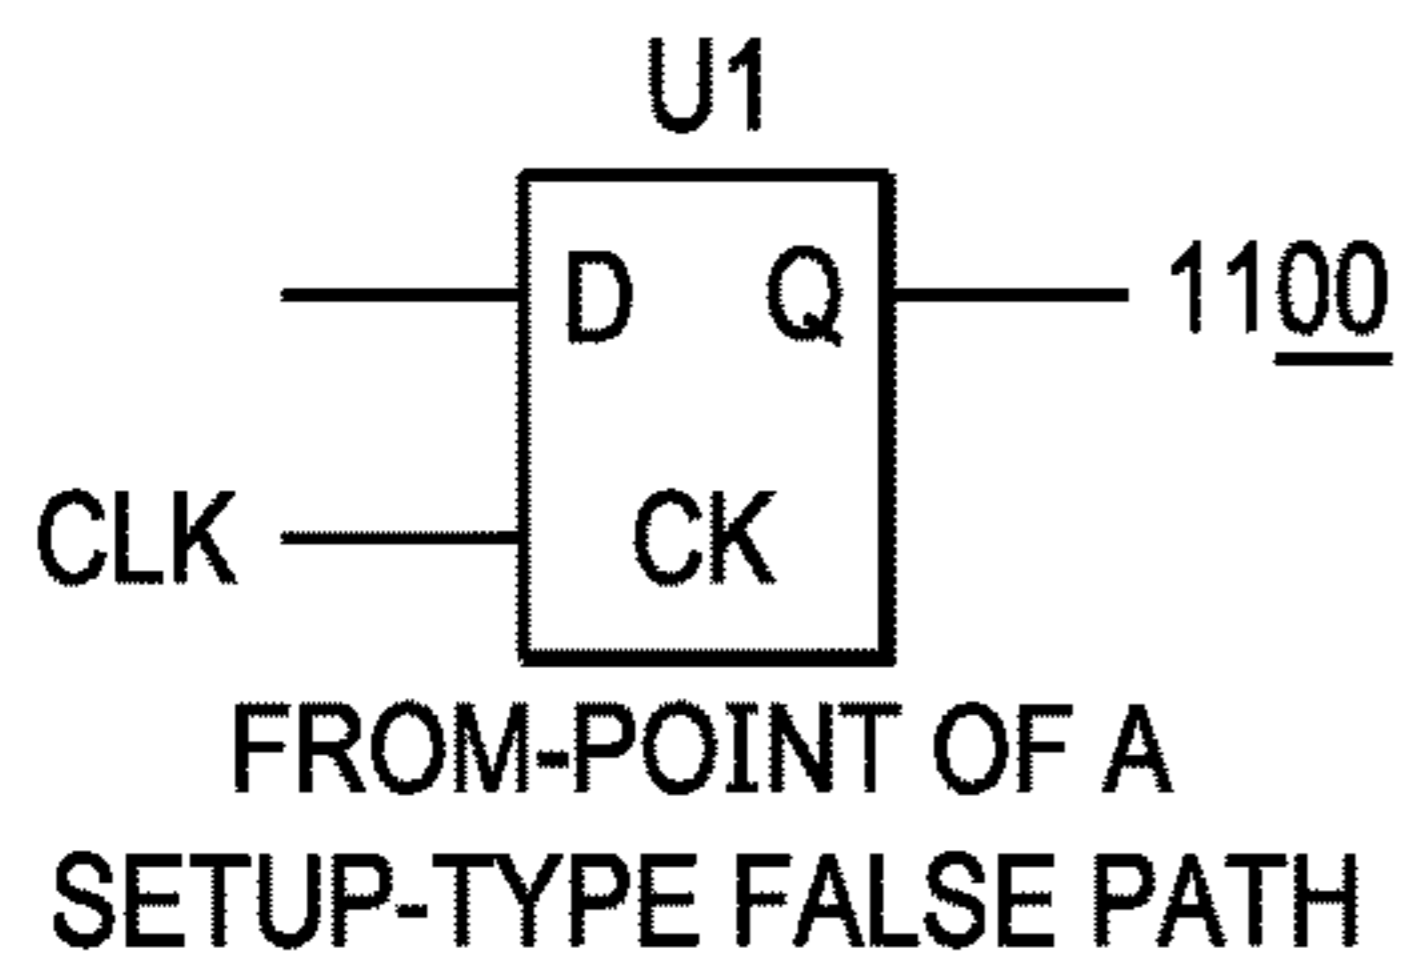 U1
D Q 1100
CLK CK
FROM-POINT OF A
SETUP-TYPE FALSE PATH